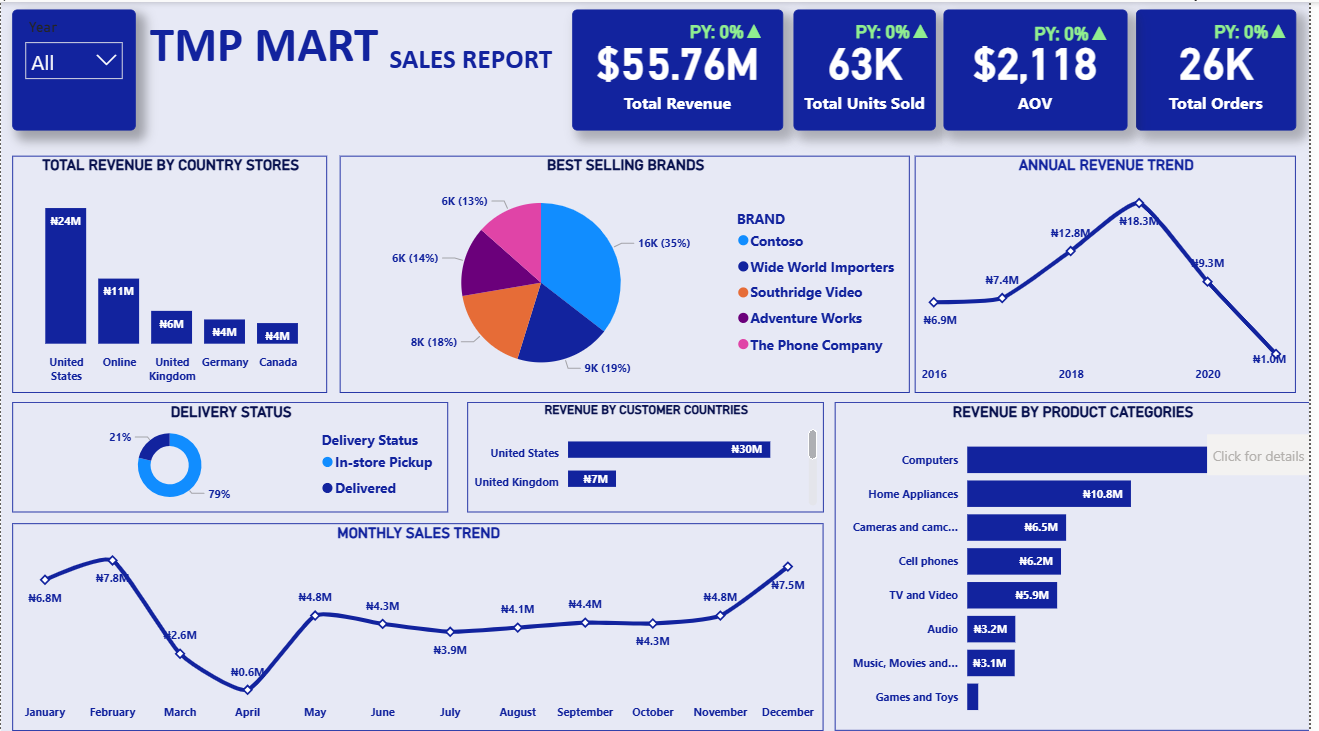 Year
All
TMP MART SALES REPORT
PY: 0%
$55.76M
Total Revenue
PY: 0%
63K
Total Units Sold
PY: 0%
$2,118
AOV
PY: 0%
26K
Total Orders
TOTAL REVENUE BY COUNTRY STORES
₦24M
₦11M
₦6M
₦4M
₦4M
United States
Online
United Kingdom
Germany
Canada
BEST SELLING BRANDS
6K (13%)
16K (35%)
6K (14%)
8K (18%)
9K (19%)
BRAND
Contoso
Wide World Importers
Southridge Video
Adventure Works
The Phone Company
ANNUAL REVENUE TREND
₦6.9M
₦7.4M
₦12.8M
₦18.3M
₦9.3M
₦1.0M
2016
2018
2020
DELIVERY STATUS
21%
79%
Delivery Status
In-store Pickup
Delivered
REVENUE BY CUSTOMER COUNTRIES
United States ₦30M
United Kingdom ₦7M
REVENUE BY PRODUCT CATEGORIES
Computers
Click for details
Home Appliances ₦10.8M
Cameras and camc... ₦6.5M
Cell phones ₦6.2M
TV and Video ₦5.9M
Audio ₦3.2M
Music, Movies and... ₦3.1M
Games and Toys
MONTHLY SALES TREND
₦6.8M
₦7.8M
₦2.6M
₦0.6M
₦4.8M
₦4.3M
₦3.9M
₦4.1M
₦4.4M
₦4.3M
₦4.8M
₦7.5M
January
February
March
April
May
June
July
August
September
October
November
December